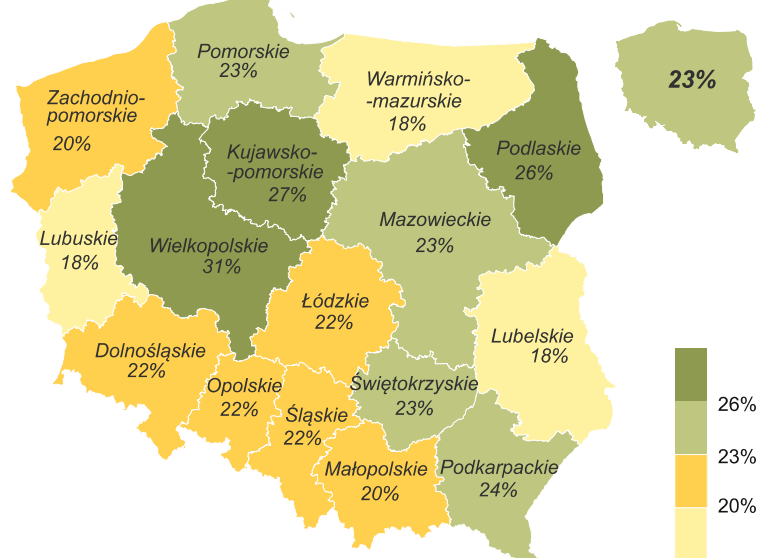 Pomorskie
23%
Warmińsko-
-mazurskie
18%
23%
Zachodnio-
pomorskie
20%
Kujawsko-
-pomorskie
27%
Podlaskie
26%
Lubuskie
18%
Wielkopolskie
31%
Mazowieckie
23%
Łódzkie
22%
Lubelskie
18%
Dolnośląskie
22%
Opolskie
22%
Śląskie
22%
Świętokrzyskie
23%
Małopolskie
20%
Podkarpackie
24%
26%
23%
20%